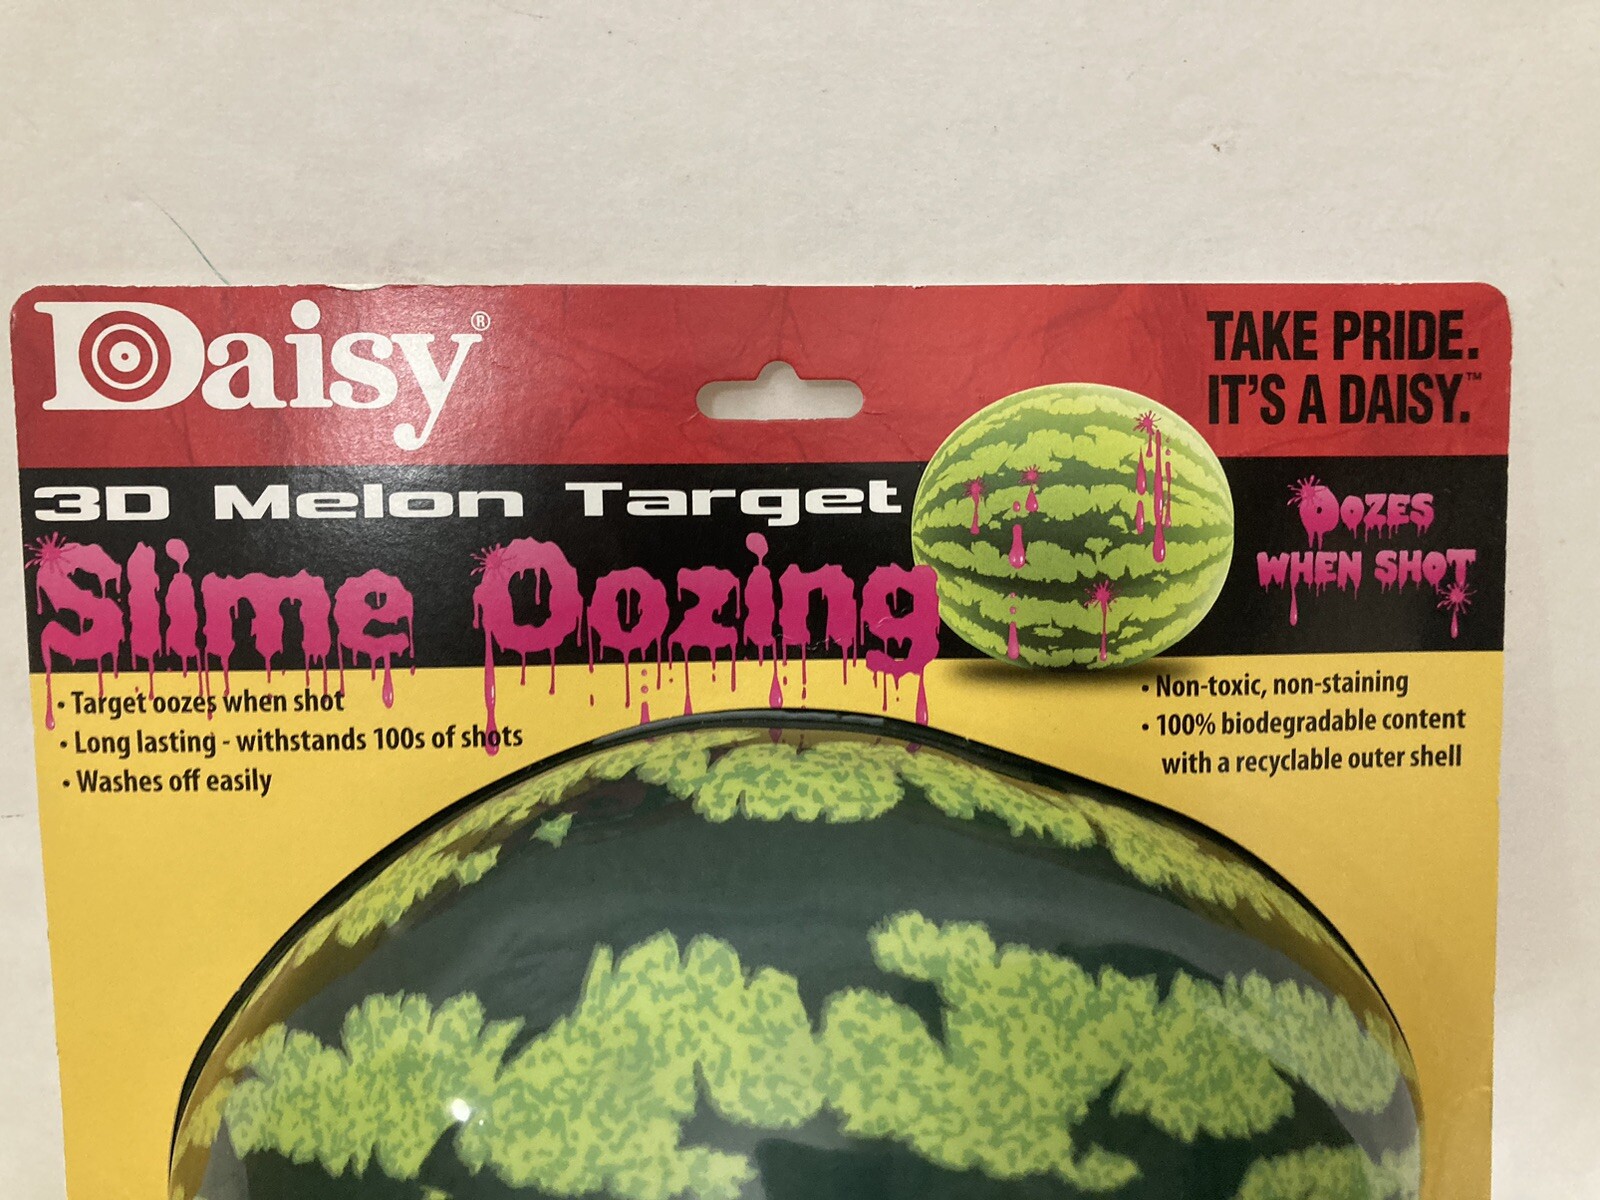 Daisy®
TAKE PRIDE.
IT'S A DAISY.™
3D Melon Target
Slime Oozing
OOZES
WHEN SHOT
• Target oozes when shot
• Long lasting - withstands 100s of shots
• Washes off easily
• Non-toxic, non-staining
• 100% biodegradable content
with a recyclable outer shell